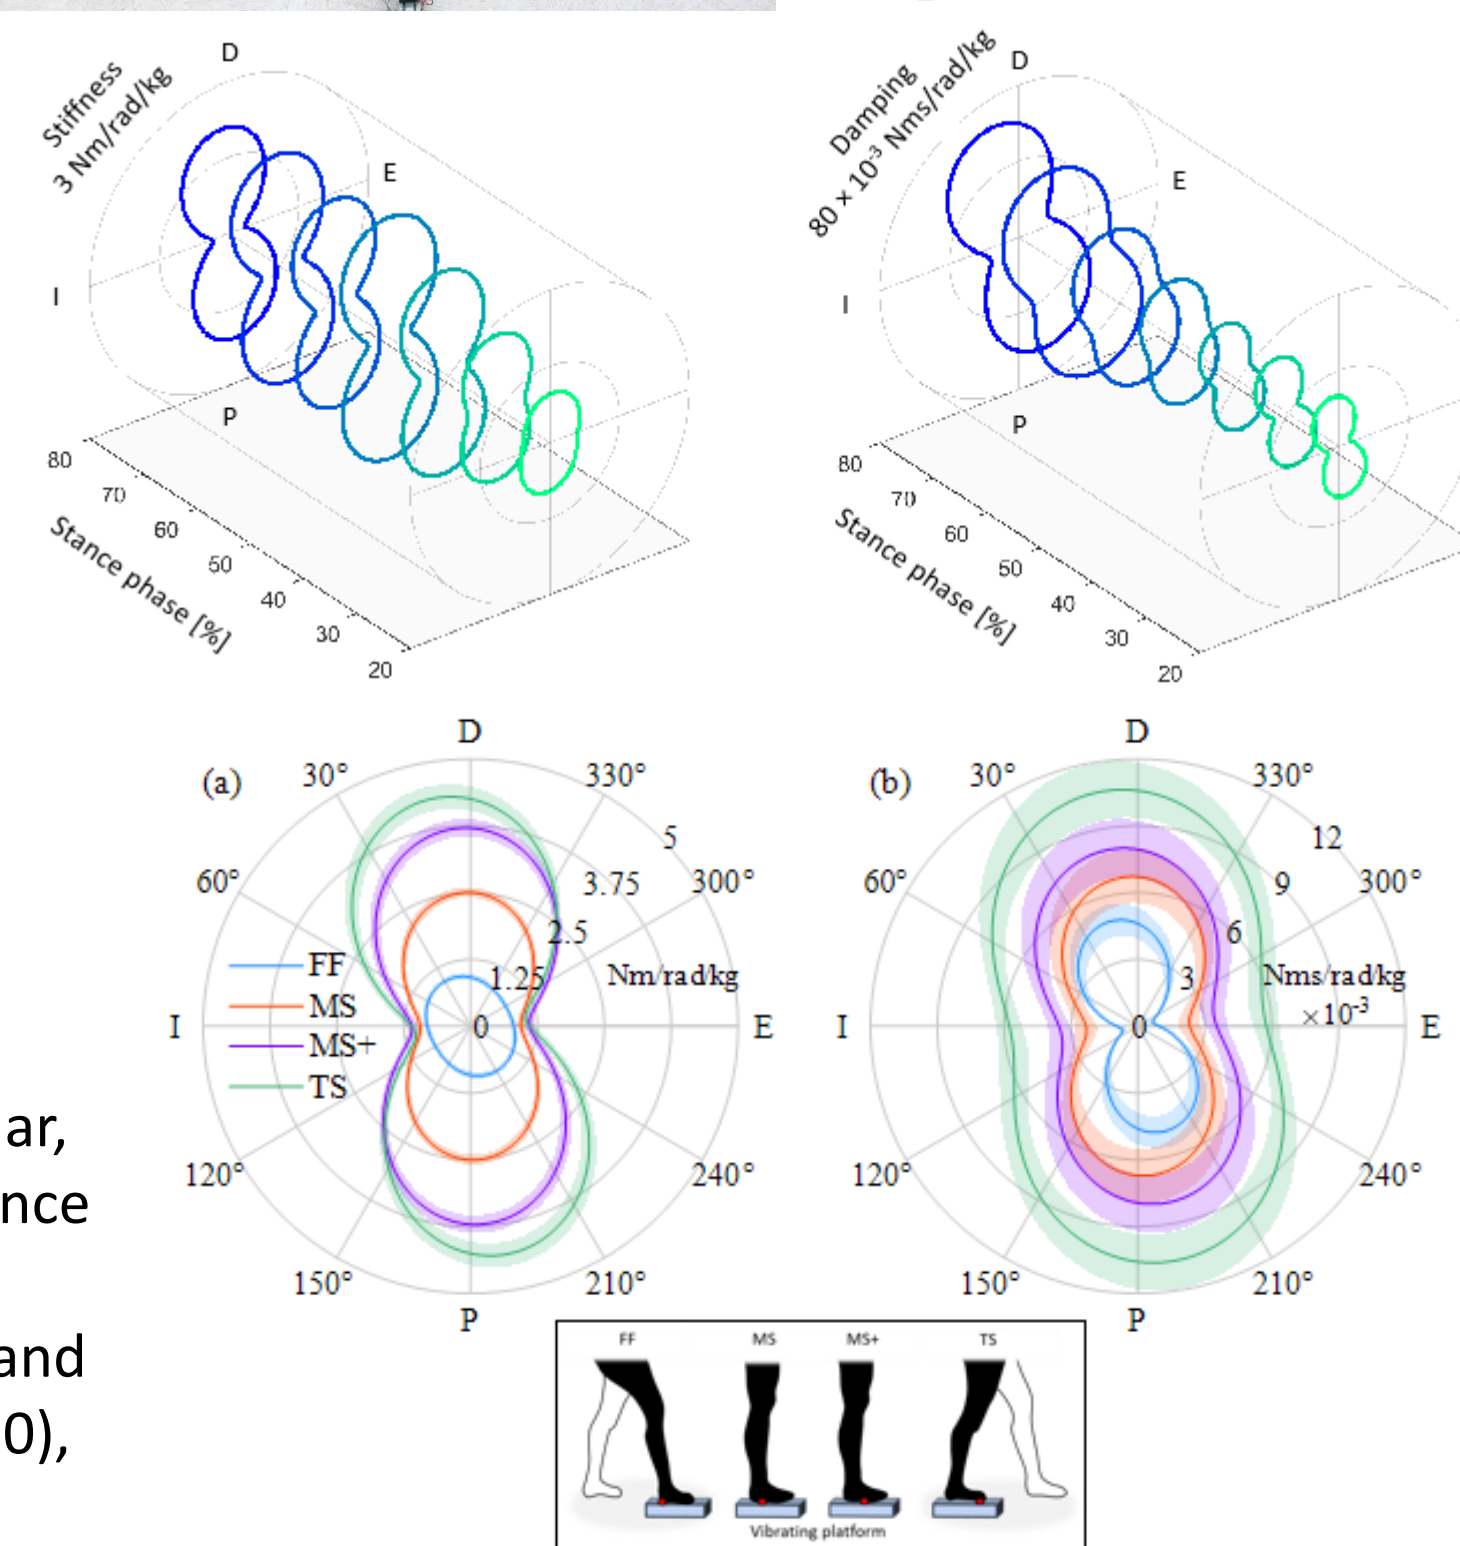 D
Stiffness
3 Nm/rad/kg
E
I
P
80
70
60
50
40
30
20
Stance phase [%]
D
Damping
80 × 10⁻³ Nms/rad/kg
E
I
P
80
70
60
50
40
30
20
Stance phase [%]
(a)
D
30°
330°
5
60°
3.75
300°
2.5
FF
1.25
Nm/rad/kg
MS
I
0
E
MS+
TS
120°
240°
150°
210°
P
(b)
D
30°
330°
12
60°
9
300°
6
3
Nms/rad/kg
×10⁻³
I
0
E
120°
240°
150°
210°
P
ar,
nce
and
0),
FF MS MS+ TS
Vibrating platform